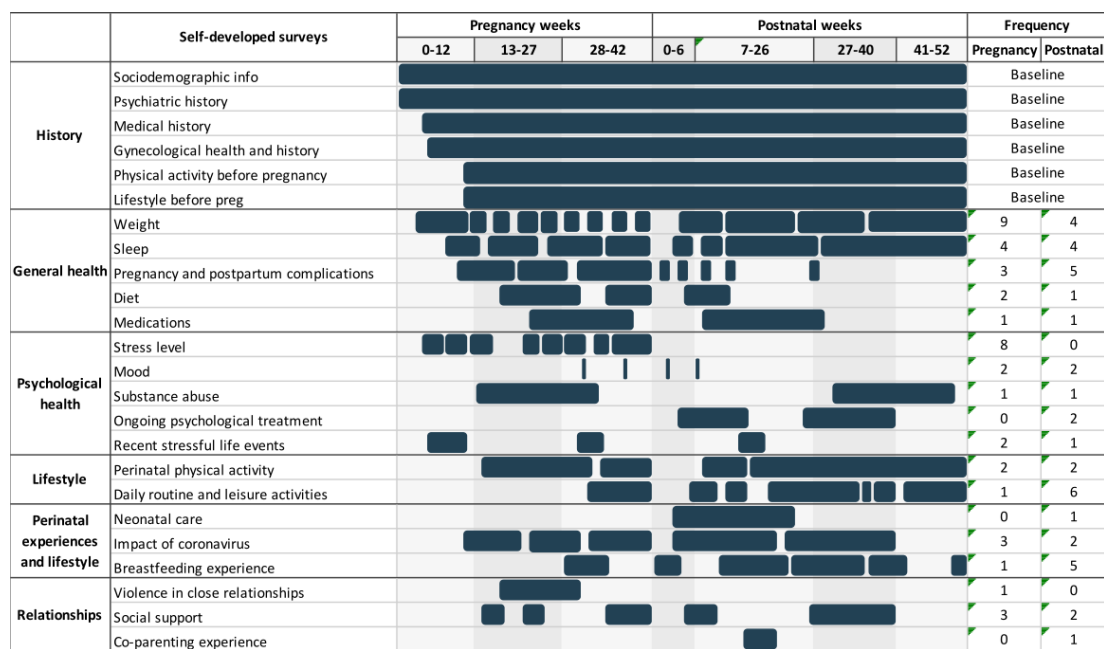 Self-developed surveys Pregnancy weeks Postnatal weeks Frequency
0-12 13-27 28-42 0-6 7-26 27-40 41-52 Pregnancy Postnatal
History
Sociodemographic info Baseline
Psychiatric history Baseline
Medical history Baseline
Gynecological health and history Baseline
Physical activity before pregnancy Baseline
Lifestyle before preg Baseline
General health
Weight 9 4
Sleep 4 4
Pregnancy and postpartum complications 3 5
Diet 2 1
Medications 1 1
Psychological
health
Stress level 8 0
Mood 2 2
Substance abuse 1 1
Ongoing psychological treatment 0 2
Recent stressful life events 2 1
Lifestyle
Perinatal physical activity 2 2
Daily routine and leisure activities 1 6
Perinatal
experiences
and lifestyle
Neonatal care 0 1
Impact of coronavirus 3 2
Breastfeeding experience 1 5
Relationships
Violence in close relationships 1 0
Social support 3 2
Co-parenting experience 0 1